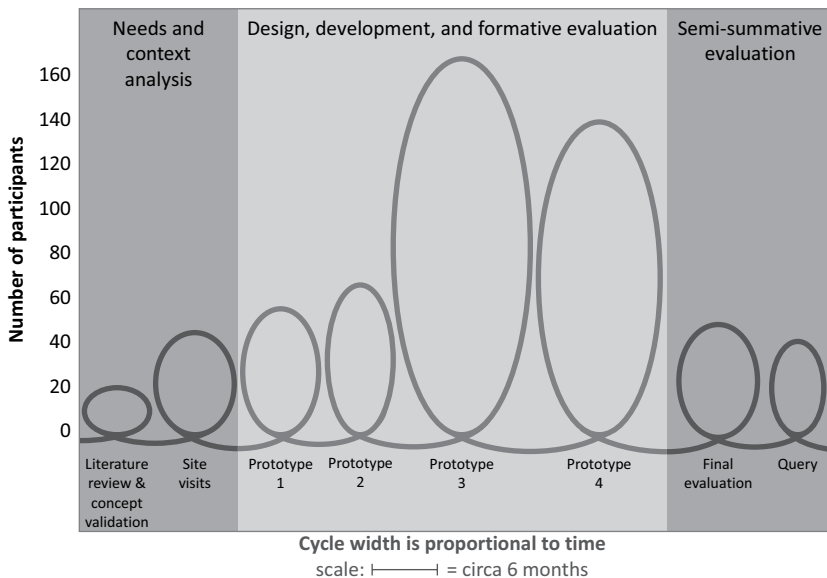 Needs and
context
analysis
Design, development, and formative evaluation
Semi-summative
evaluation
Number of participants
160
140
120
100
80
60
40
20
0
Literature
review &
concept
validation
Site
visits
Prototype
1
Prototype
2
Prototype
3
Prototype
4
Final
evaluation
Query
Cycle width is proportional to time
scale: = circa 6 months